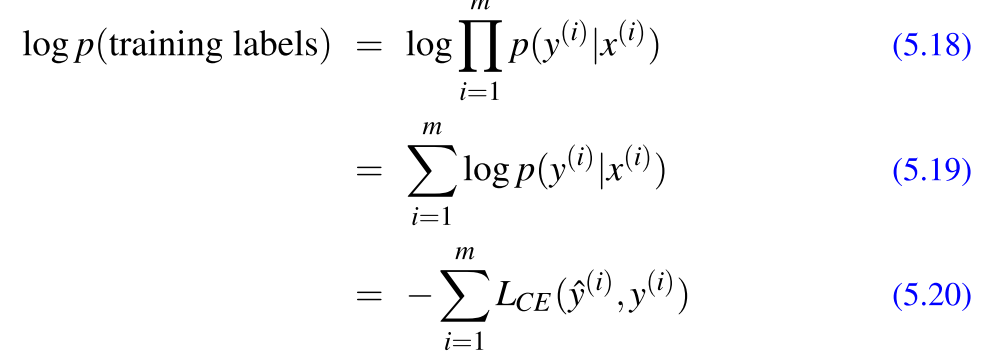 log p(training labels) = log ∏_{i=1}^{m} p(y^{(i)}|x^{(i)}) (5.18)
= ∑_{i=1}^{m} log p(y^{(i)}|x^{(i)}) (5.19)
= −∑_{i=1}^{m} L_{CE}(ŷ^{(i)}, y^{(i)}) (5.20)